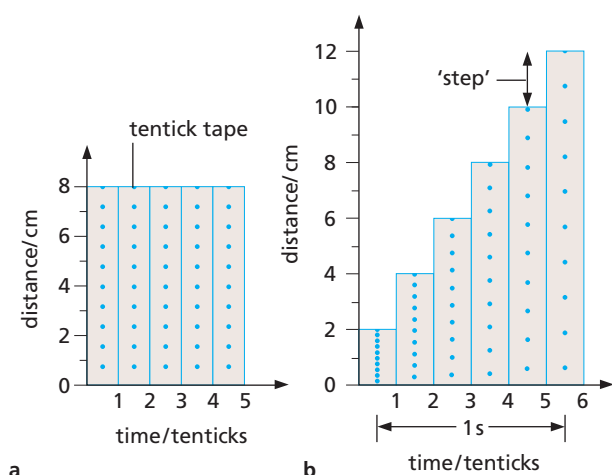 tentick tape
distance/cm
8
6
4
2
0
1 2 3 4 5
time/tenticks
a
distance/cm
12
10
8
6
4
2
0
'step'
1 2 3 4 5 6
1 s
time/tenticks
b